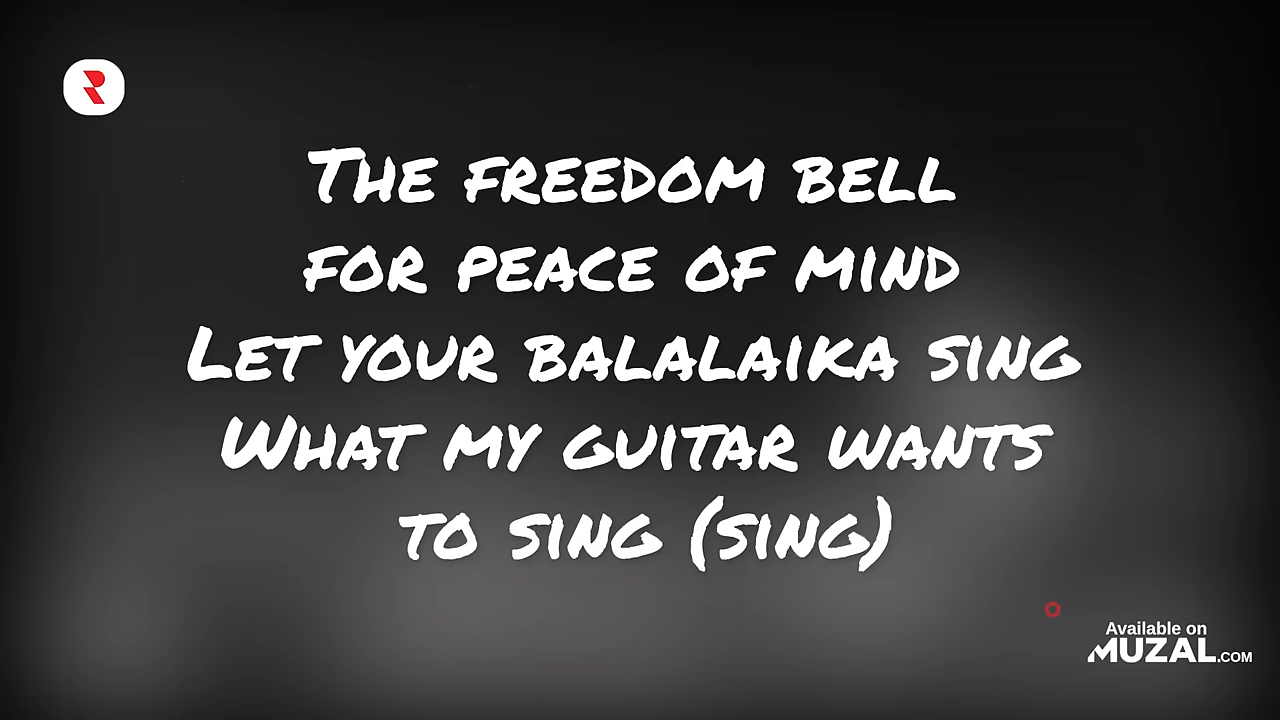 The freedom bell
for peace of mind
Let your balalaika sing
What my guitar wants
to sing (sing)
Available on
MUZAL.COM